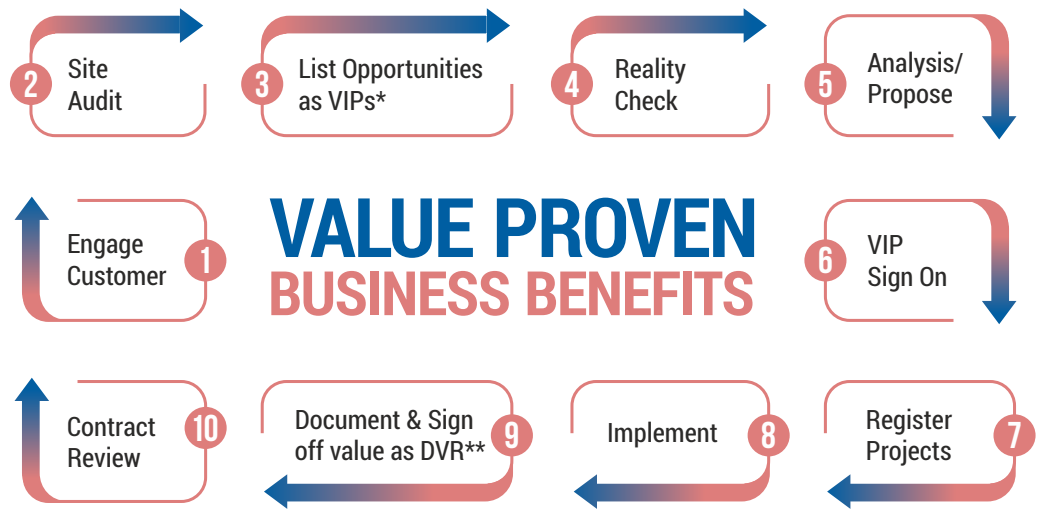 2
Site
Audit
3
List Opportunities
as VIPs*
4
Reality
Check
5
Analysis/
Propose
Engage
Customer
1
VALUE PROVEN
BUSINESS BENEFITS
6
VIP
Sign On
Contract
Review
10
Document & Sign
off value as DVR**
9
Implement
8
Register
Projects
7